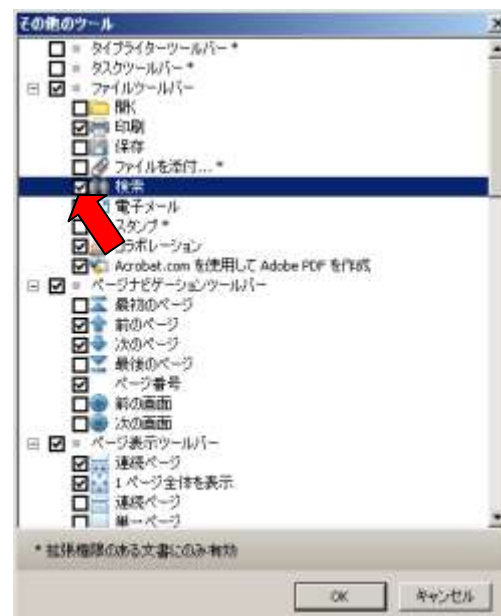 その他のツール
タイプライターツールバー *
タスクツールバー *
ファイルツールバー
開く
印刷
保存
ファイルを添付... *
検索
電子メール
スタンプ *
コラボレーション
Acrobat.com を使用して Adobe PDF を作成
ページナビゲーションツールバー
最初のページ
前のページ
次のページ
最後のページ
ページ番号
前の画面
次の画面
ページ表示ツールバー
連続ページ
1 ページ全体を表示
連続ページ
単一ページ
* 拡張権限のある文書にのみ有効
OK
キャンセル